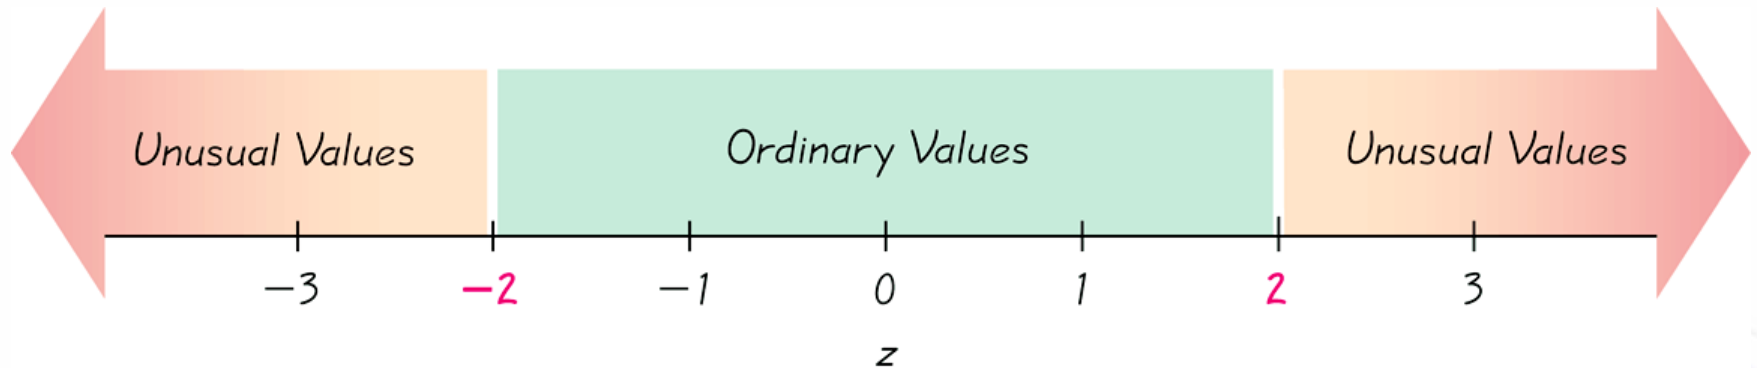 Unusual Values Ordinary Values Unusual Values
−3 −2 −1 0 1 2 3
z